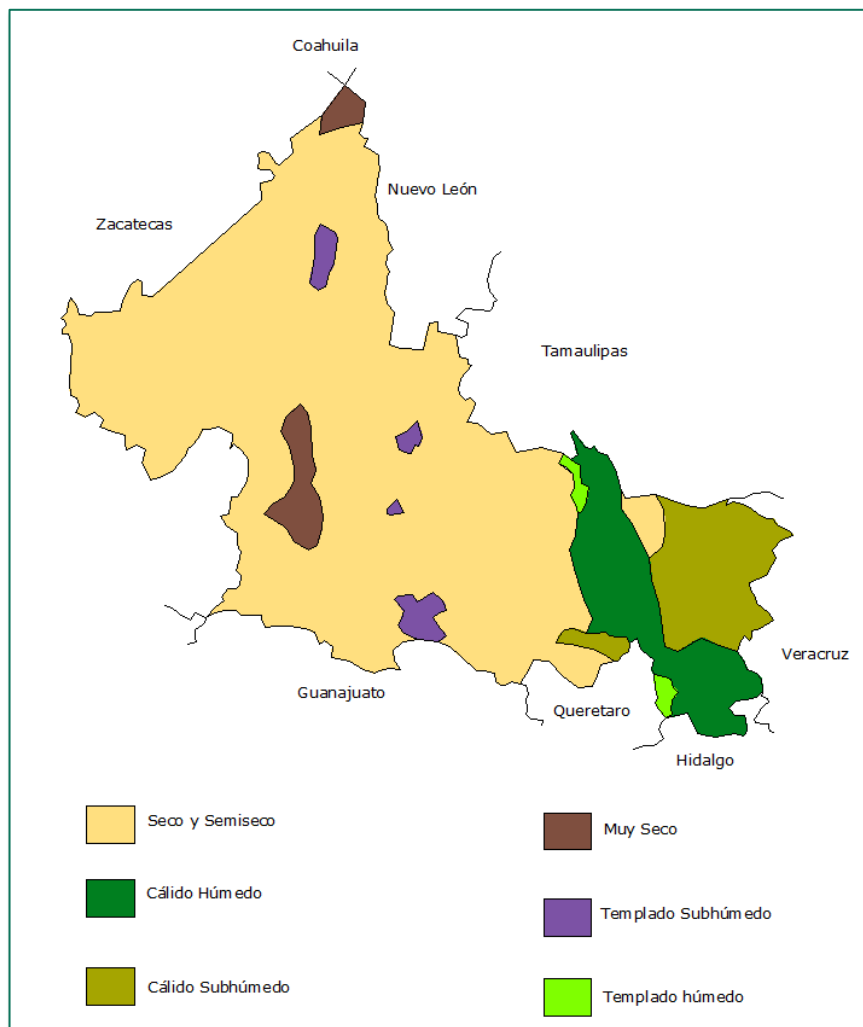 Coahuila
Nuevo León
Zacatecas
Tamaulipas
Veracruz
Guanajuato
Queretaro
Hidalgo
Seco y Semiseco
Muy Seco
Cálido Húmedo
Templado Subhúmedo
Cálido Subhúmedo
Templado húmedo